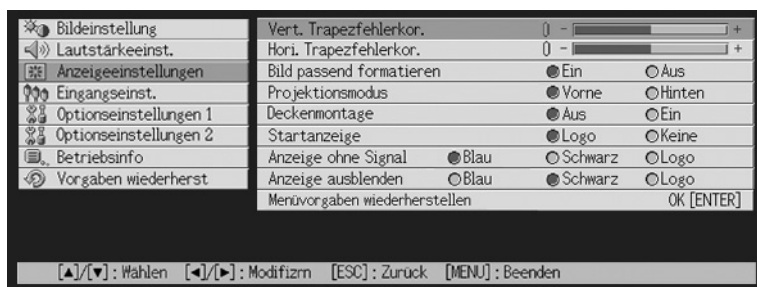 Bildeinstellung
Lautstärkeeinst.
Anzeigeeinstellungen
Eingangseinst.
Optionseinstellungen 1
Optionseinstellungen 2
Betriebsinfo
Vorgaben wiederherst
Vert. Trapezfehlerkor. 0 - +
Hori. Trapezfehlerkor. 0 - +
Bild passend formatieren Ein Aus
Projektionsmodus Vorne Hinten
Deckenmontage Aus Ein
Startanzeige Logo Keine
Anzeige ohne Signal Blau Schwarz Logo
Anzeige ausblenden Blau Schwarz Logo
Menüvorgaben wiederherstellen OK [ENTER]
[▲]/[▼] : Wählen [◄]/[►] : Modifizrn [ESC] : Zurück [MENU] : Beenden